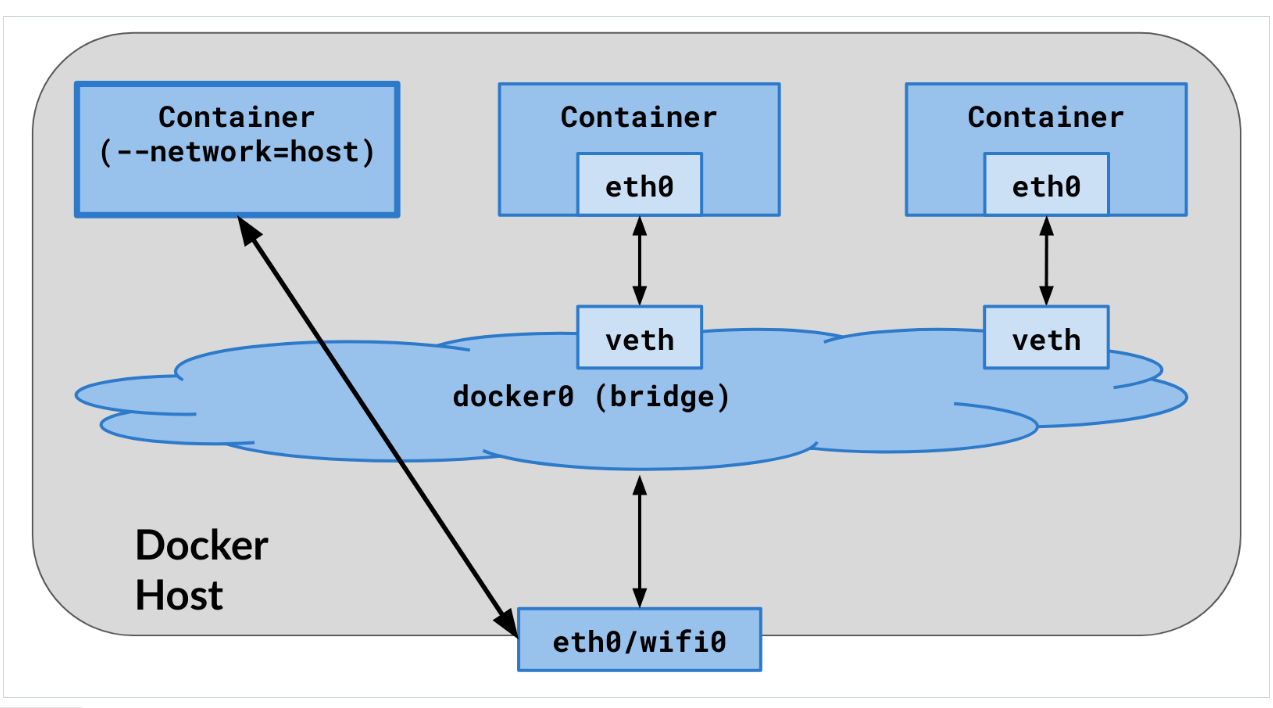 Container
(--network=host)
Container
eth0
Container
eth0
veth
veth
docker0 (bridge)
Docker
Host
eth0/wifi0